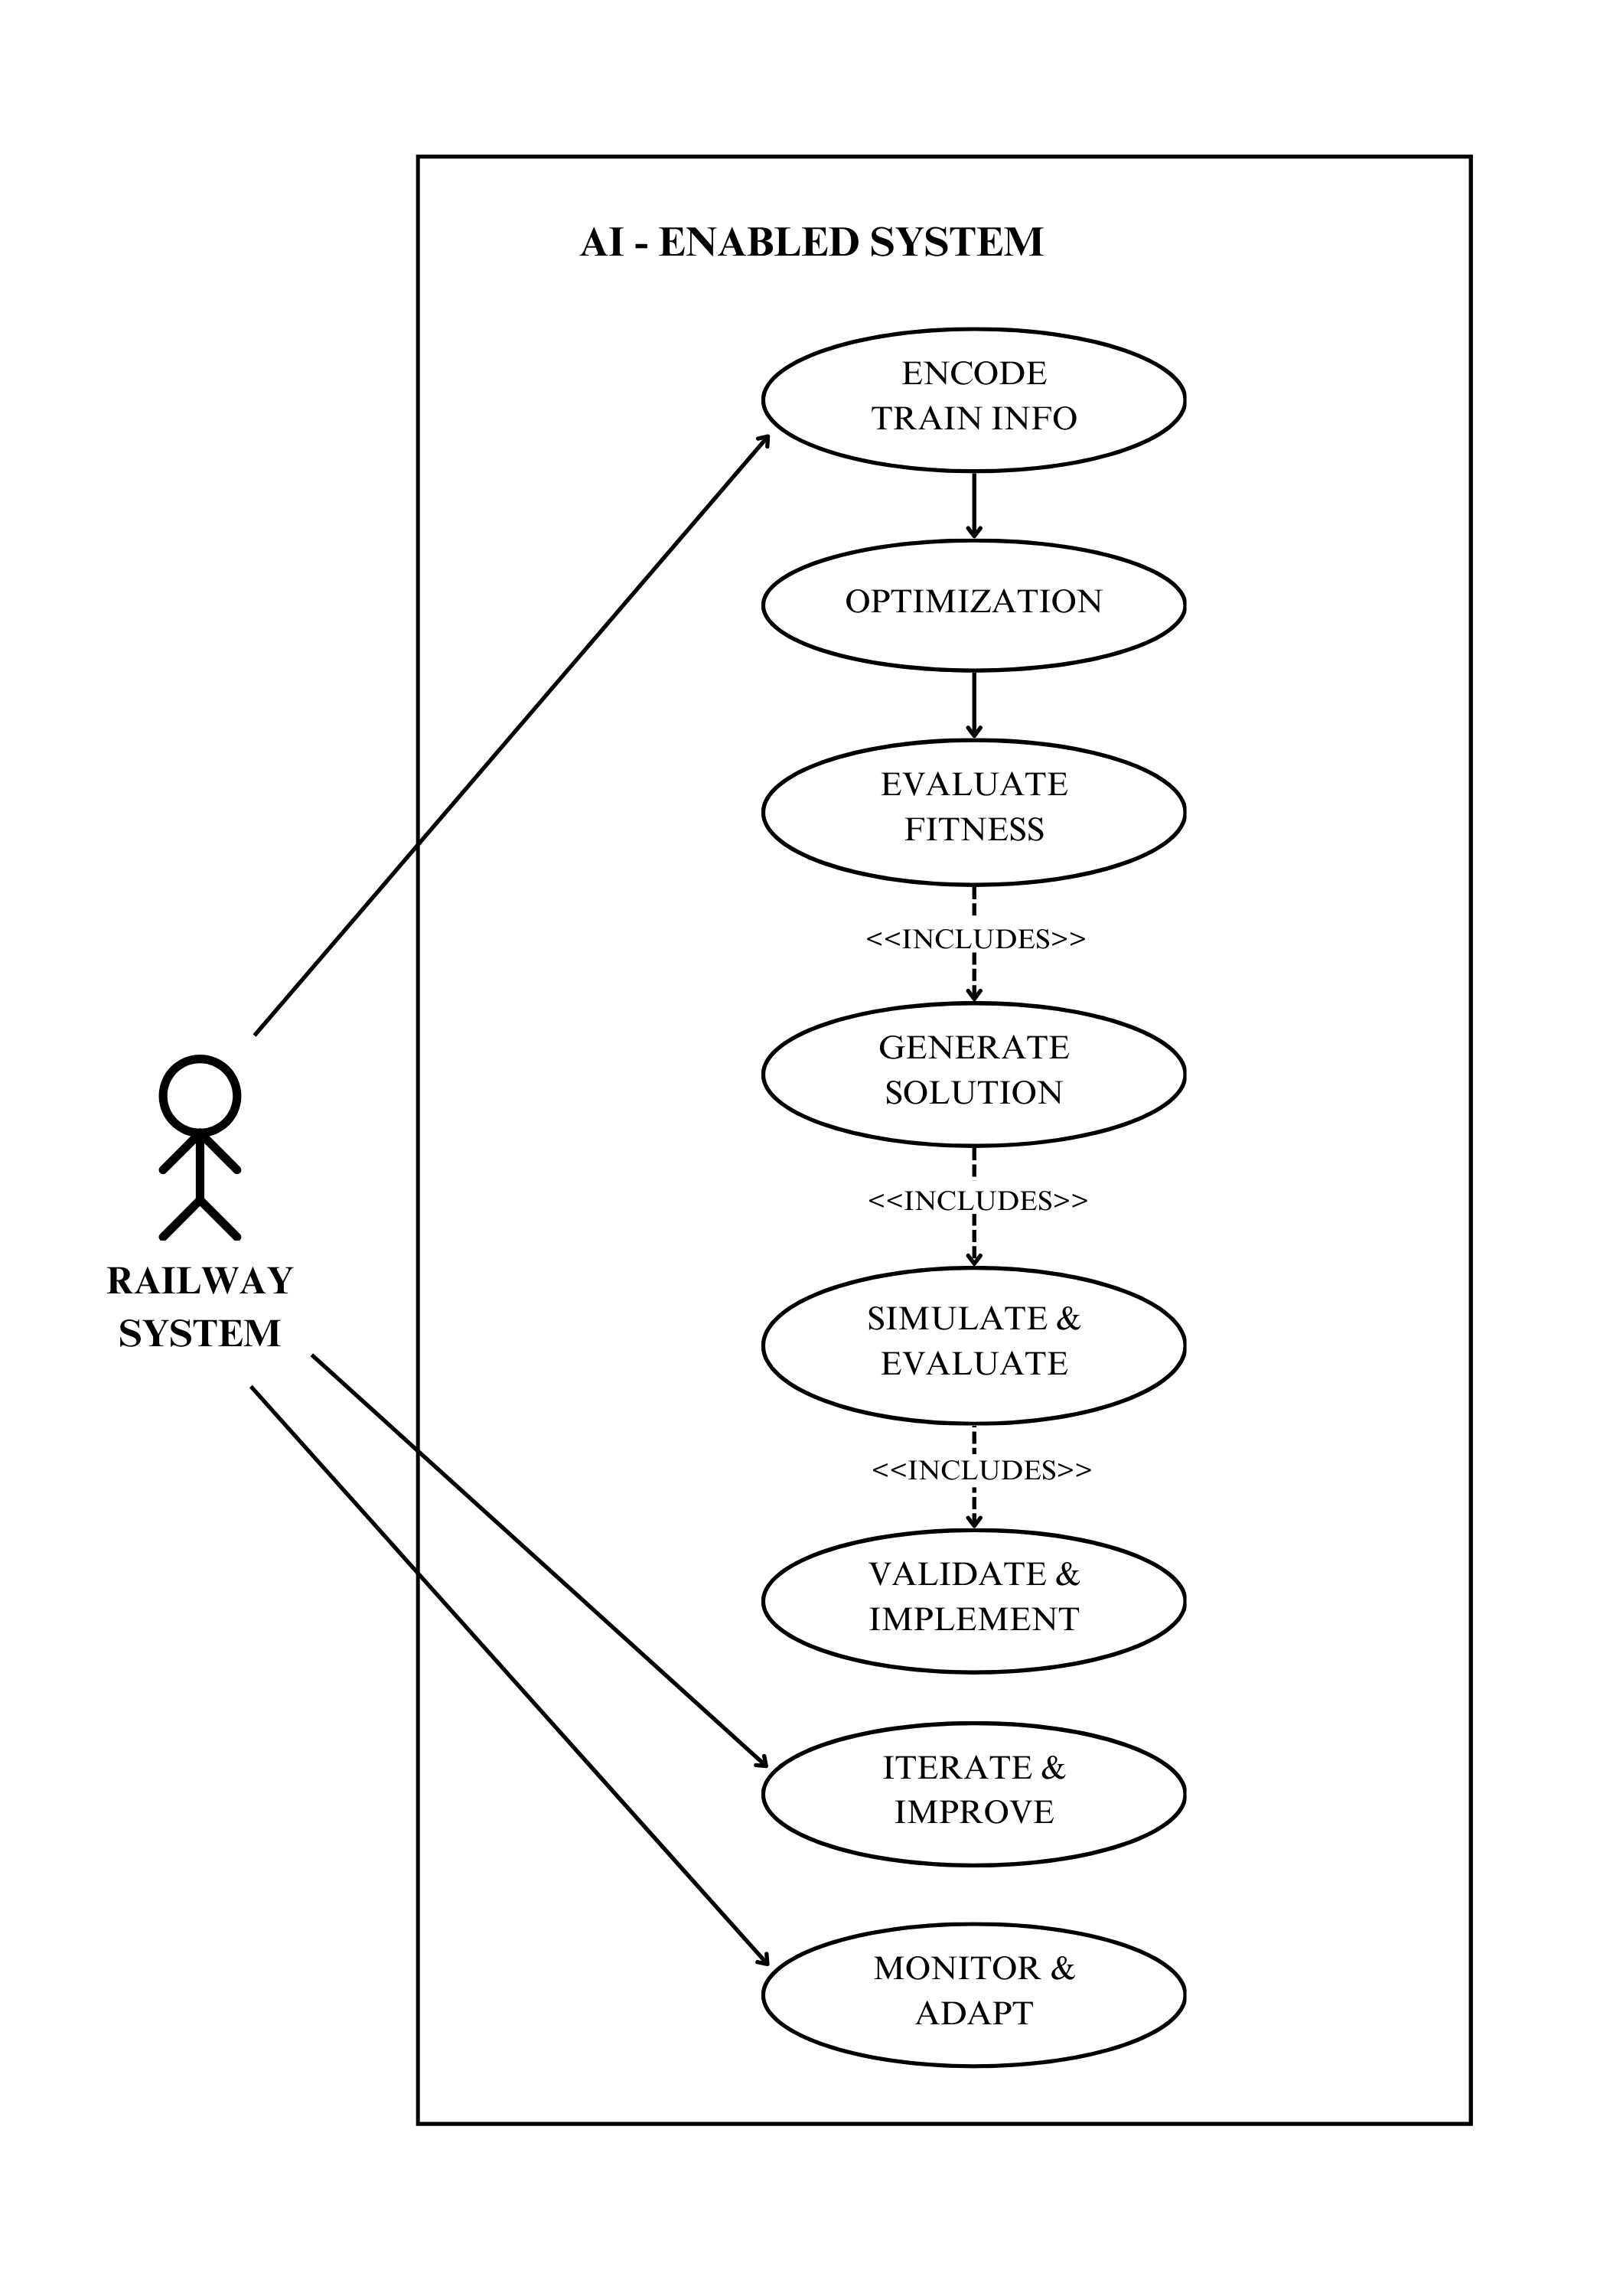 AI - ENABLED SYSTEM
ENCODE
TRAIN INFO
OPTIMIZATION
EVALUATE
FITNESS
<<INCLUDES>>
GENERATE
SOLUTION
<<INCLUDES>>
RAILWAY
SYSTEM
SIMULATE &
EVALUATE
<<INCLUDES>>
VALIDATE &
IMPLEMENT
ITERATE &
IMPROVE
MONITOR &
ADAPT